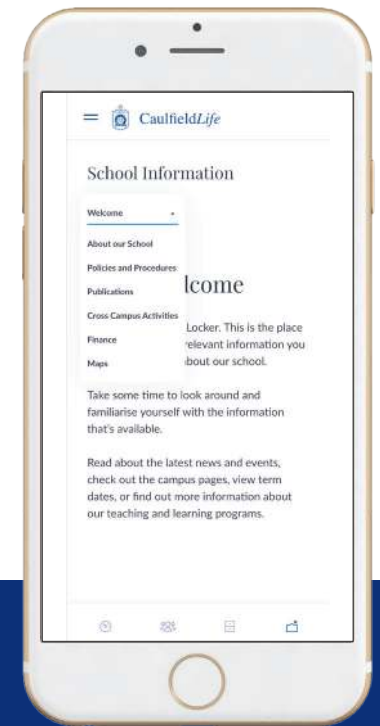 CaulfieldLife
School Information
Welcome
About our School
Policies and Procedures
Publications
Cross Campus Activities
Finance
Maps
lcome
Locker. This is the place
relevant information you
about our school.
Take some time to look around and
familiarise yourself with the information
that's available.
Read about the latest news and events,
check out the campus pages, view term
dates, or find out more information about
our teaching and learning programs.